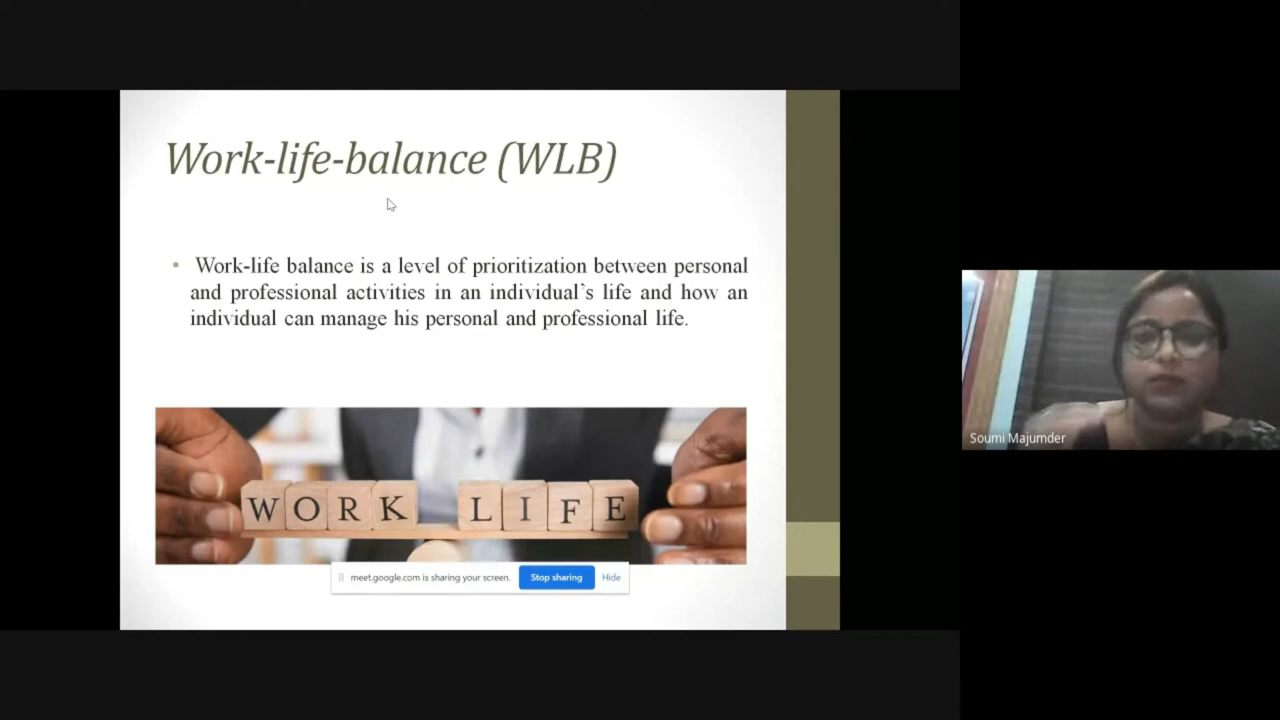 Work-life-balance (WLB)
• Work-life balance is a level of prioritization between personal
and professional activities in an individual's life and how an
individual can manage his personal and professional life.
WORK LIFE
meet.google.com is sharing your screen. Stop sharing Hide
Soumi Majumder